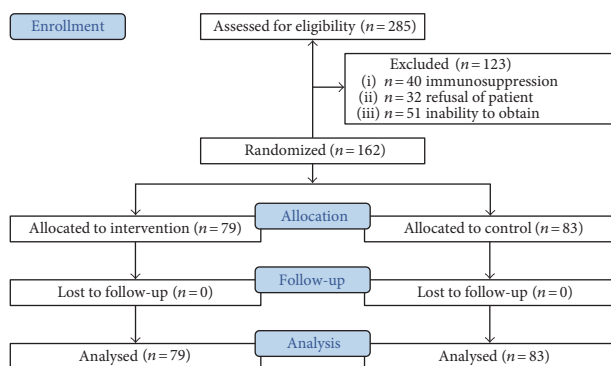 Enrollment
Assessed for eligibility (n = 285)
Excluded (n = 123)
(i) n = 40 immunosuppression
(ii) n = 32 refusal of patient
(iii) n = 51 inability to obtain
Randomized (n = 162)
Allocation
Allocated to intervention (n = 79)
Allocated to control (n = 83)
Follow-up
Lost to follow-up (n = 0)
Lost to follow-up (n = 0)
Analysis
Analysed (n = 79)
Analysed (n = 83)